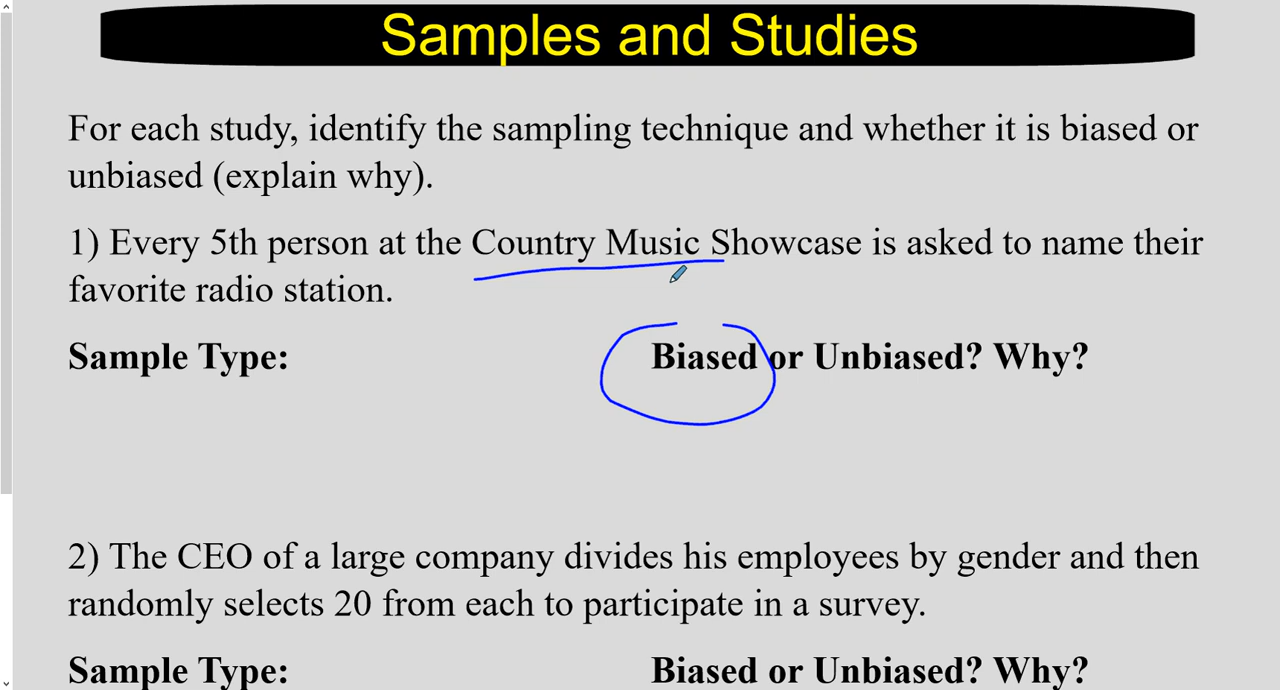 Samples and Studies
For each study, identify the sampling technique and whether it is biased or
unbiased (explain why).
1) Every 5th person at the Country Music Showcase is asked to name their
favorite radio station.
Sample Type: Biased or Unbiased? Why?
2) The CEO of a large company divides his employees by gender and then
randomly selects 20 from each to participate in a survey.
Sample Type: Biased or Unbiased? Why?